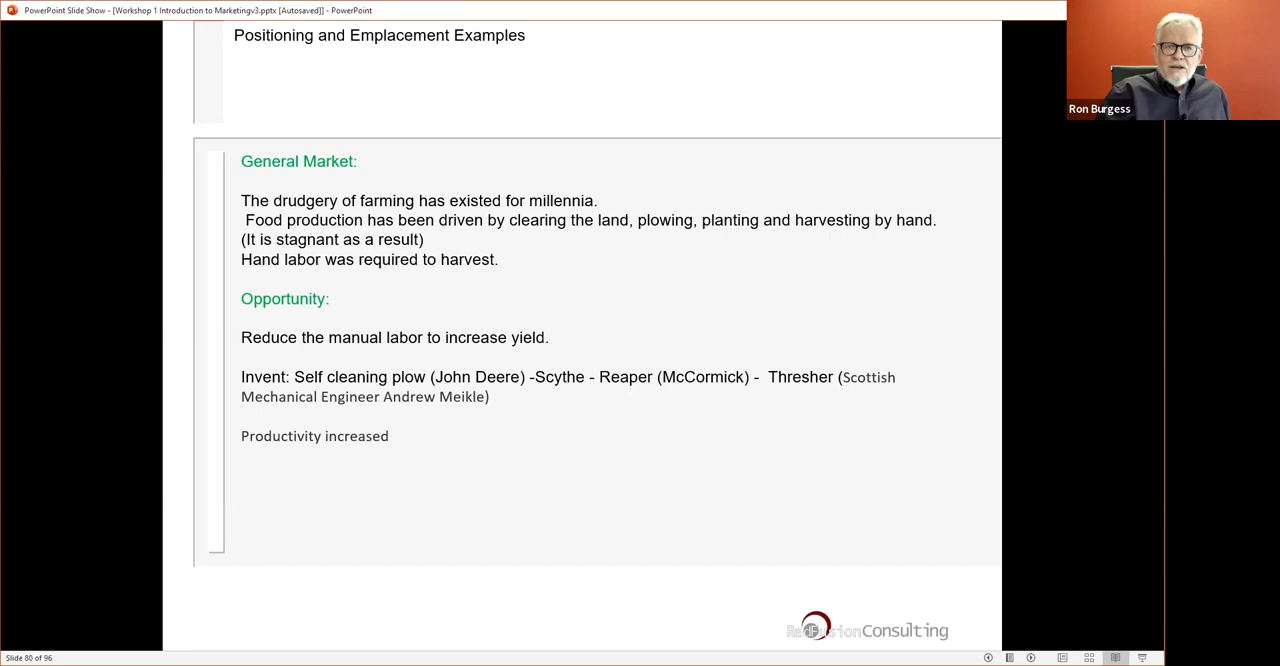 PowerPoint Slide Show - [Workshop 1 Introduction to Marketingv3.pptx [Autosaved]] - PowerPoint
Positioning and Emplacement Examples
Ron Burgess
General Market:
The drudgery of farming has existed for millennia.
Food production has been driven by clearing the land, plowing, planting and harvesting by hand.
(It is stagnant as a result)
Hand labor was required to harvest.
Opportunity:
Reduce the manual labor to increase yield.
Invent: Self cleaning plow (John Deere) -Scythe - Reaper (McCormick) - Thresher (Scottish
Mechanical Engineer Andrew Meikle)
Productivity increased
RedFusionConsulting
Slide 80 of 96